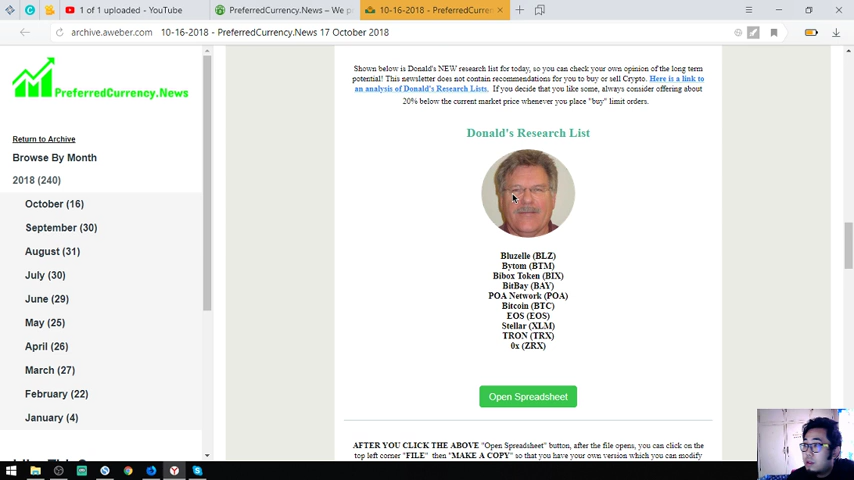 1 of 1 uploaded - YouTube
PreferredCurrency.News – We p
10-16-2018 - PreferredCurren
archive.aweber.com
10-16-2018 - PreferredCurrency.News 17 October 2018
PreferredCurrency.News
Return to Archive
Browse By Month
2018 (240)
October (16)
September (30)
August (31)
July (30)
June (29)
May (25)
April (26)
March (27)
February (22)
January (4)
Shown below is Donald's NEW research list for today, so you can check your own opinion of the long term
potential! This newsletter does not contain recommendations for you to buy or sell Crypto. Here is a link to
an analysis of Donald's Research Lists. If you decide that you like some, always consider offering about
20% below the current market price whenever you place "buy" limit orders.
Donald's Research List
Bluzelle (BLZ)
Bytom (BTM)
Bibox Token (BIX)
BitBay (BAY)
POA Network (POA)
Bitcoin (BTC)
EOS (EOS)
Stellar (XLM)
TRON (TRX)
0x (ZRX)
Open Spreadsheet
AFTER YOU CLICK THE ABOVE "Open Spreadsheet" button, after the file opens, you can click on the
top left corner "FILE" then "MAKE A COPY" so that you have your own version which you can modify